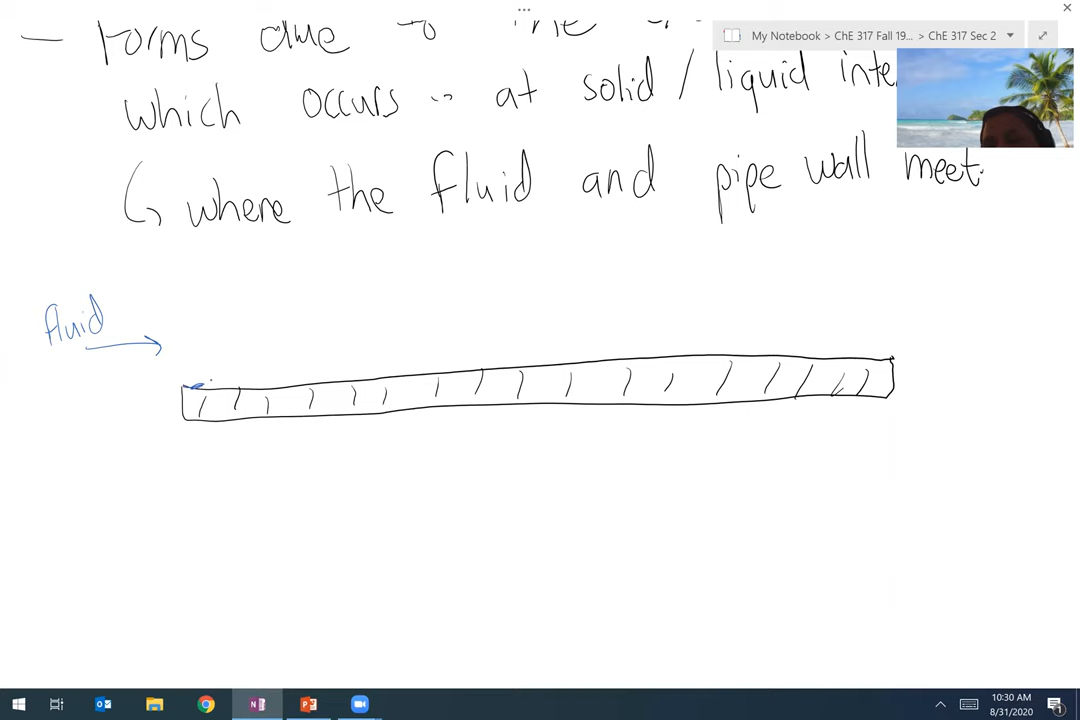 – forms due to the
My Notebook > ChE 317 Fall 19... > ChE 317 Sec 2
which occurs .. at solid / liquid inte
↳ where the fluid and pipe wall meet.
fluid
10:30 AM
8/31/2020